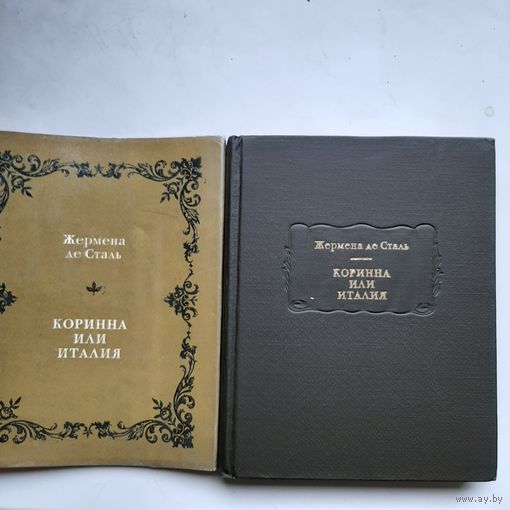 Жермена
де Сталь
КОРИННА
ИЛИ
ИТАЛИЯ
Жермена де Сталь
КОРИННА
ИЛИ
ИТАЛИЯ
www.ay.by